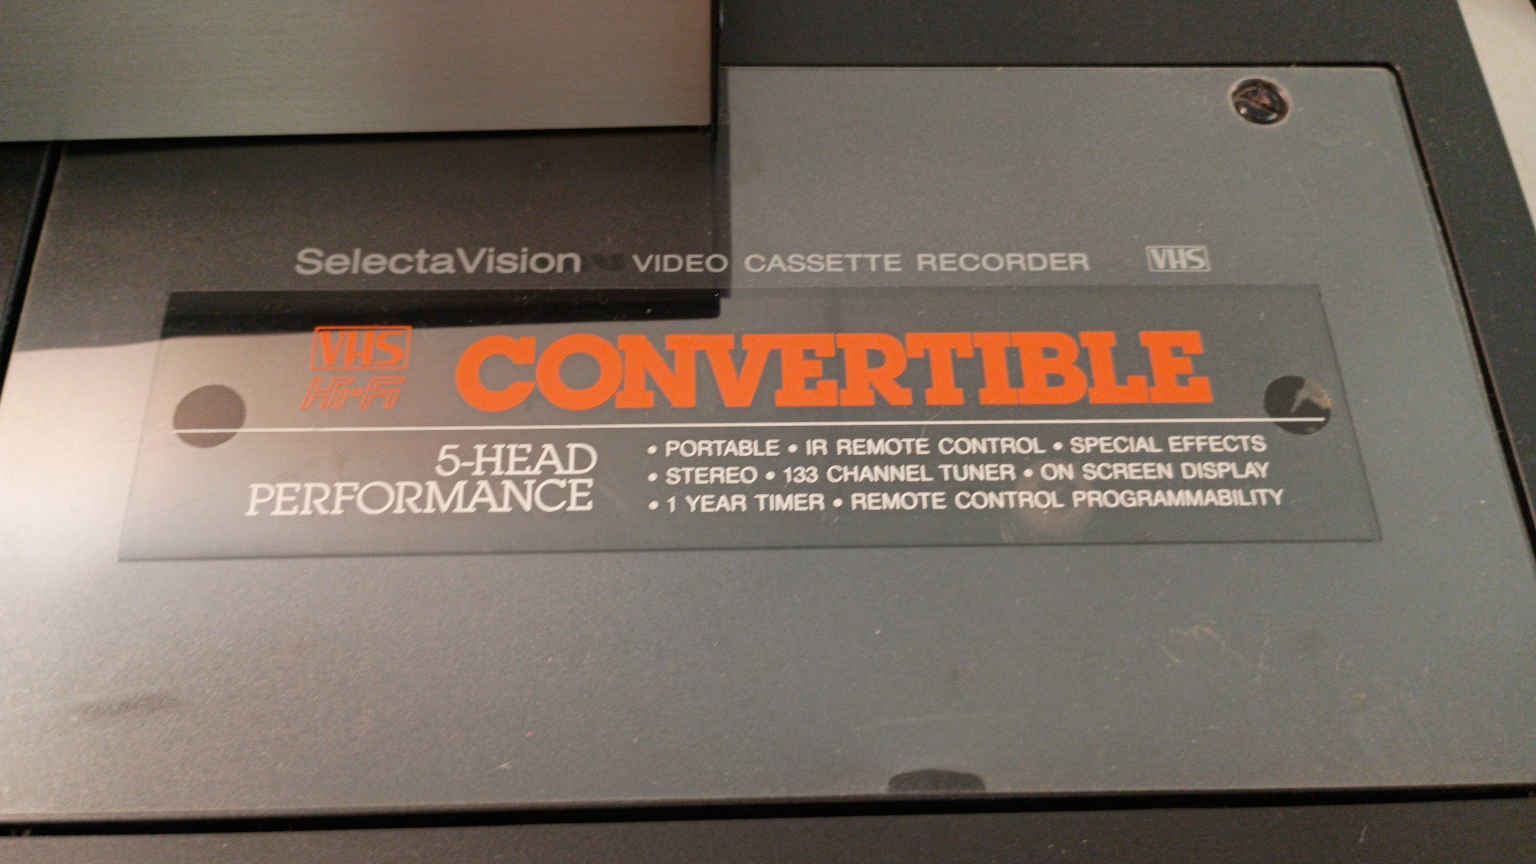 SelectaVision VIDEO CASSETTE RECORDER VHS
VHS Hi-Fi CONVERTIBLE
5-HEAD PERFORMANCE
• PORTABLE • IR REMOTE CONTROL • SPECIAL EFFECTS
• STEREO • 133 CHANNEL TUNER • ON SCREEN DISPLAY
• 1 YEAR TIMER • REMOTE CONTROL PROGRAMMABILITY